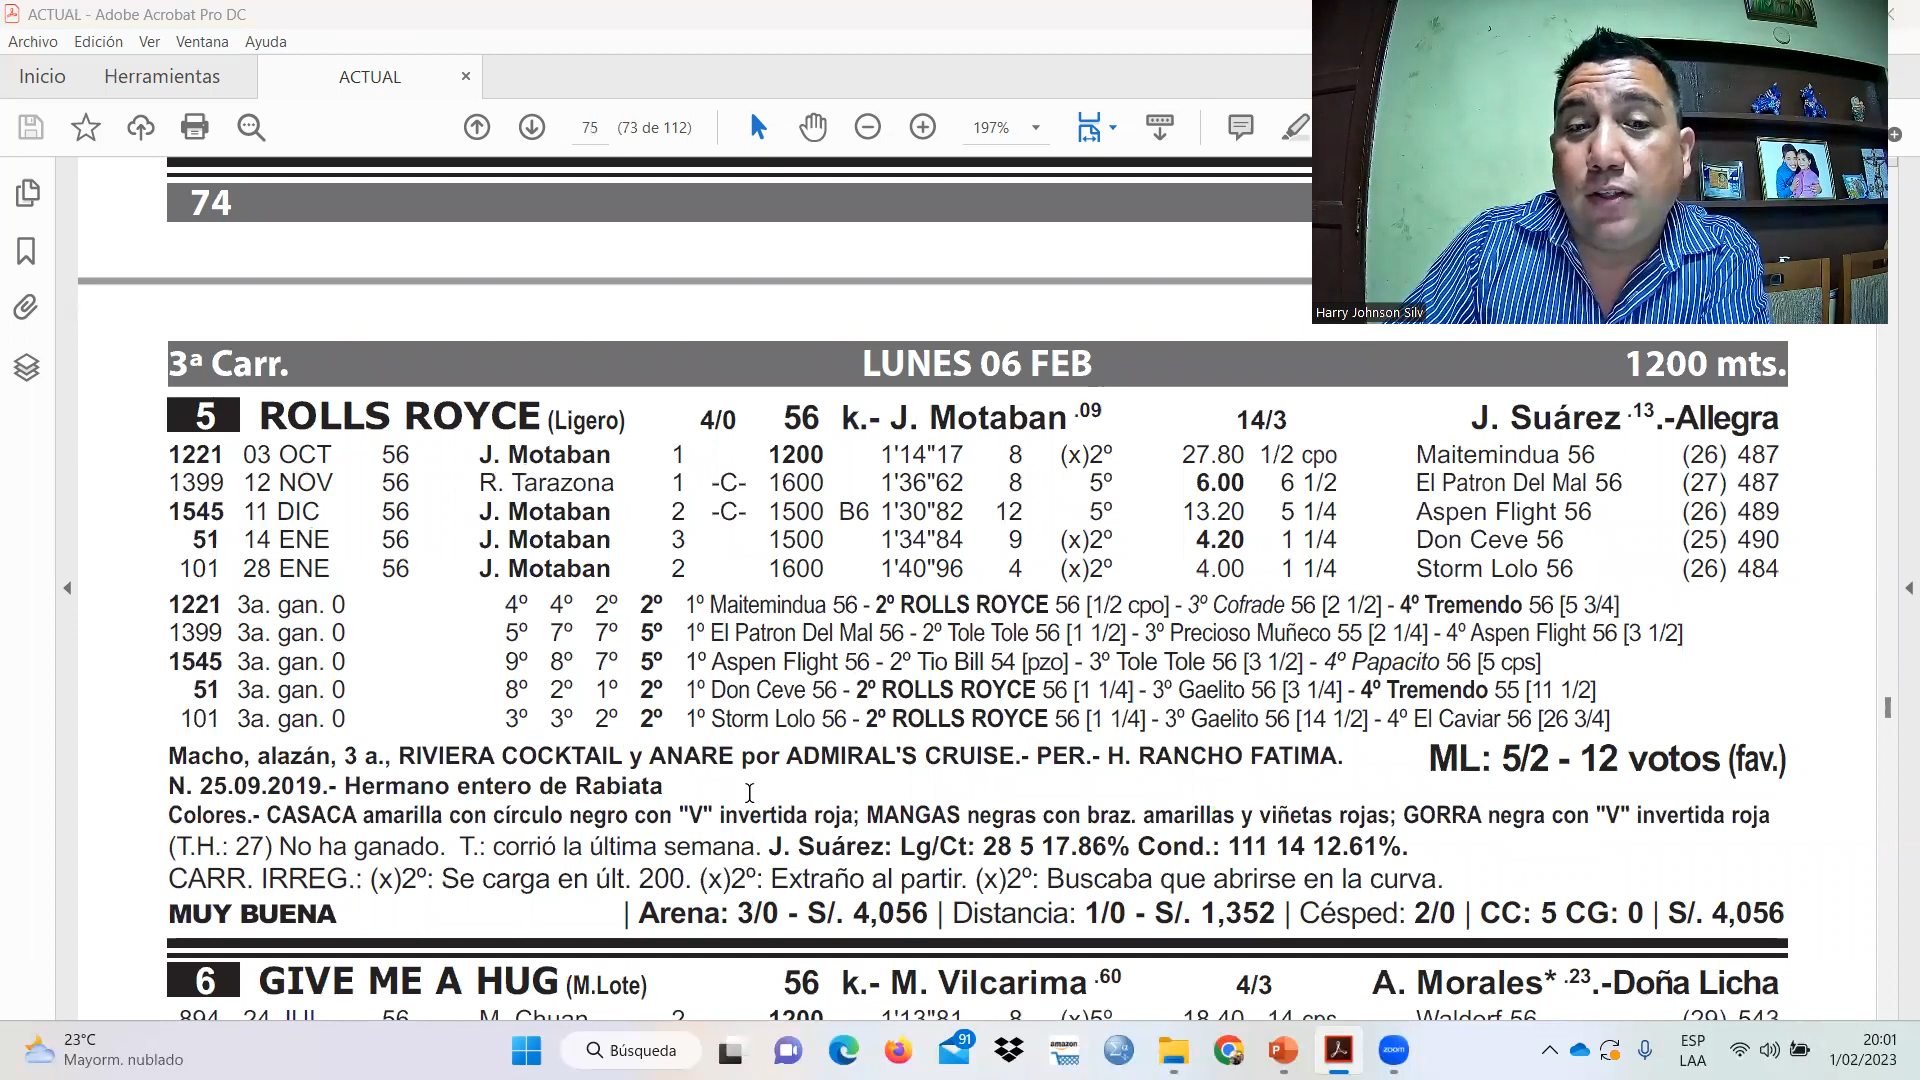 ACTUAL - Adobe Acrobat Pro DC
Archivo Edición Ver Ventana Ayuda
Inicio Herramientas ACTUAL ×
75 (73 de 112) 197%
Harry Johnson Silv
74
3ª Carr. LUNES 06 FEB 1200 mts.
5 ROLLS ROYCE (Ligero) 4/0 56 k.- J. Motaban .09 14/3 J. Suárez .13.-Allegra
1221 03 OCT 56 J. Motaban 1 1200 1'14"17 8 (x)2º 27.80 1/2 cpo Maitemindua 56 (26) 487
1399 12 NOV 56 R. Tarazona 1 -C- 1600 1'36"62 8 5º 6.00 6 1/2 El Patron Del Mal 56 (27) 487
1545 11 DIC 56 J. Motaban 2 -C- 1500 B6 1'30"82 12 5º 13.20 5 1/4 Aspen Flight 56 (26) 489
51 14 ENE 56 J. Motaban 3 1500 1'34"84 9 (x)2º 4.20 1 1/4 Don Ceve 56 (25) 490
101 28 ENE 56 J. Motaban 2 1600 1'40"96 4 (x)2º 4.00 1 1/4 Storm Lolo 56 (26) 484
1221 3a. gan. 0 4º 4º 2º 2º 1º Maitemindua 56 - 2º ROLLS ROYCE 56 [1/2 cpo] - 3º Cofrade 56 [2 1/2] - 4º Tremendo 56 [5 3/4]
1399 3a. gan. 0 5º 7º 7º 5º 1º El Patron Del Mal 56 - 2º Tole Tole 56 [1 1/2] - 3º Precioso Muñeco 55 [2 1/4] - 4º Aspen Flight 56 [3 1/2]
1545 3a. gan. 0 9º 8º 7º 5º 1º Aspen Flight 56 - 2º Tio Bill 54 [pzo] - 3º Tole Tole 56 [3 1/2] - 4º Papacito 56 [5 cps]
51 3a. gan. 0 8º 2º 1º 2º 1º Don Ceve 56 - 2º ROLLS ROYCE 56 [1 1/4] - 3º Gaelito 56 [3 1/4] - 4º Tremendo 55 [11 1/2]
101 3a. gan. 0 3º 3º 2º 2º 1º Storm Lolo 56 - 2º ROLLS ROYCE 56 [1 1/4] - 3º Gaelito 56 [14 1/2] - 4º El Caviar 56 [26 3/4]
Macho, alazán, 3 a., RIVIERA COCKTAIL y ANARE por ADMIRAL'S CRUISE.- PER.- H. RANCHO FATIMA. ML: 5/2 - 12 votos (fav.)
N. 25.09.2019.- Hermano entero de Rabiata
Colores.- CASACA amarilla con círculo negro con "V" invertida roja; MANGAS negras con braz. amarillas y viñetas rojas; GORRA negra con "V" invertida roja
(T.H.: 27) No ha ganado. T.: corrió la última semana. J. Suárez: Lg/Ct: 28 5 17.86% Cond.: 111 14 12.61%.
CARR. IRREG.: (x)2º: Se carga en últ. 200. (x)2º: Extraño al partir. (x)2º: Buscaba que abrirse en la curva.
MUY BUENA | Arena: 3/0 - S/. 4,056 | Distancia: 1/0 - S/. 1,352 | Césped: 2/0 | CC: 5 CG: 0 | S/. 4,056
6 GIVE ME A HUG (M.Lote) 56 k.- M. Vilcarima .60 4/3 A. Morales* .23.-Doña Licha
894 24 JUL 56 M. Chuan 2 1200 1'13"81 8 (x)5º 18.40 14 cps Waldorf 56 (29) 543
23°C
Mayorm. nublado
Búsqueda
91
amazon
zoom
ESP
LAA
20:01
1/02/2023